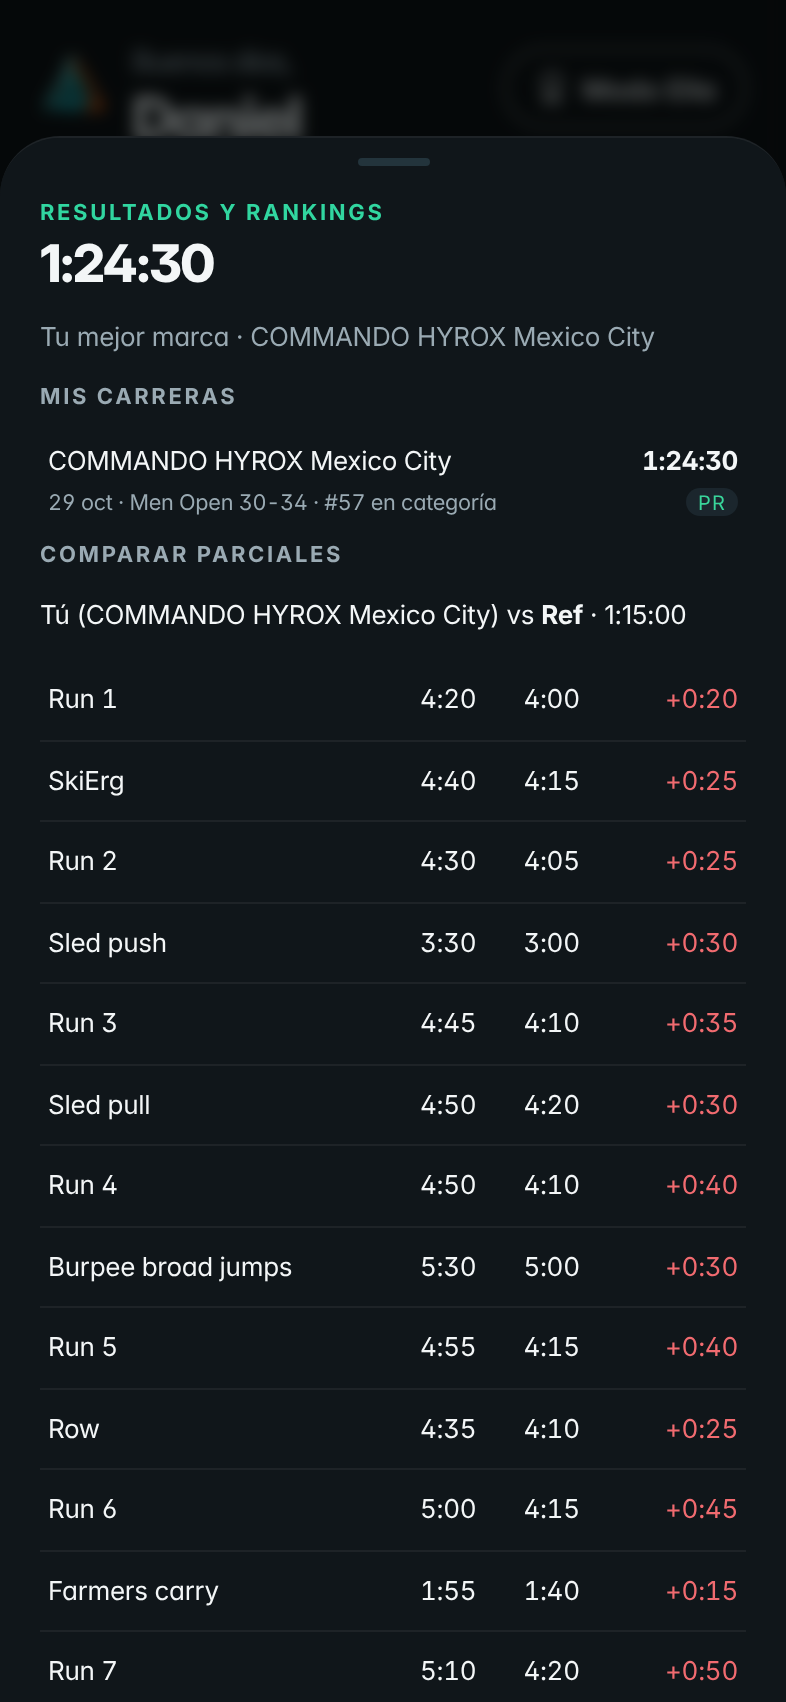 Daniel
RESULTADOS Y RANKINGS
1:24:30
Tu mejor marca · COMMANDO HYROX Mexico City
MIS CARRERAS
COMMANDO HYROX Mexico City 1:24:30
29 oct · Men Open 30-34 · #57 en categoría PR
COMPARAR PARCIALES
Tú (COMMANDO HYROX Mexico City) vs Ref · 1:15:00
Run 1 4:20 4:00 +0:20
SkiErg 4:40 4:15 +0:25
Run 2 4:30 4:05 +0:25
Sled push 3:30 3:00 +0:30
Run 3 4:45 4:10 +0:35
Sled pull 4:50 4:20 +0:30
Run 4 4:50 4:10 +0:40
Burpee broad jumps 5:30 5:00 +0:30
Run 5 4:55 4:15 +0:40
Row 4:35 4:10 +0:25
Run 6 5:00 4:15 +0:45
Farmers carry 1:55 1:40 +0:15
Run 7 5:10 4:20 +0:50